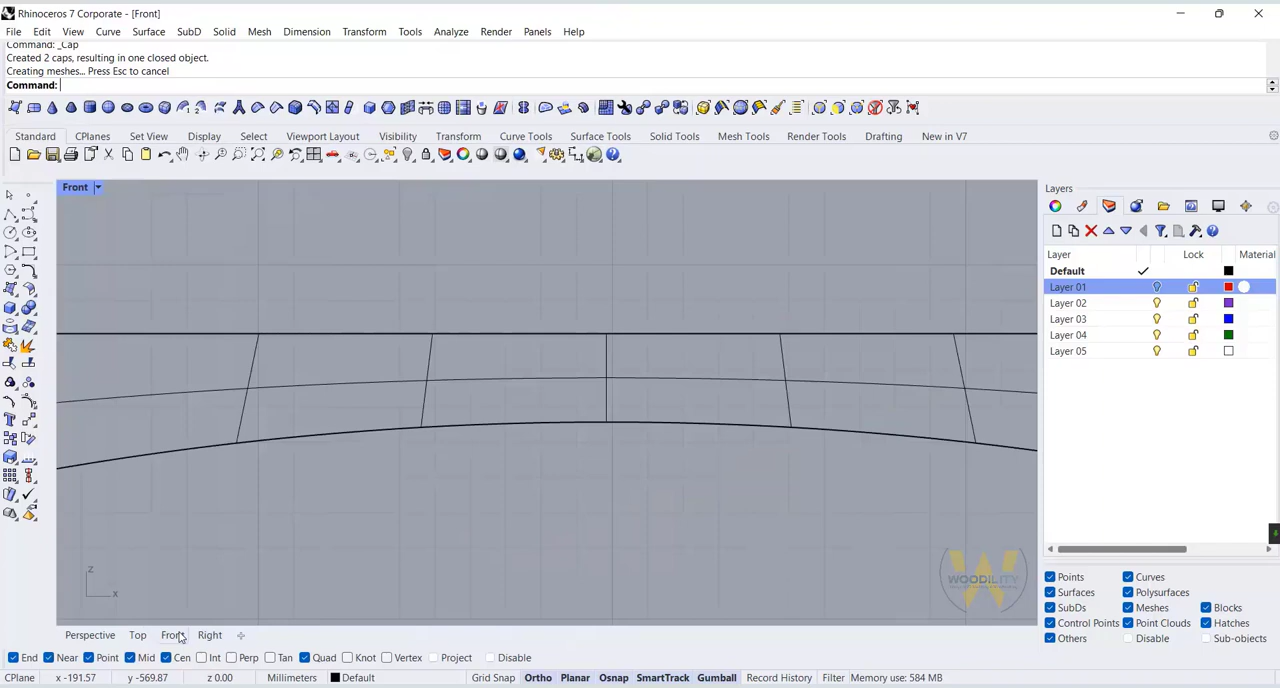 Rhinoceros 7 Corporate - [Front]
File Edit View Curve Surface SubD Solid Mesh Dimension Transform Tools Analyze Render Panels Help
Command: _Cap
Created 2 caps, resulting in one closed object.
Creating meshes... Press Esc to cancel
Command:
Standard CPlanes Set View Display Select Viewport Layout Visibility Transform Curve Tools Surface Tools Solid Tools Mesh Tools Render Tools Drafting New in V7
Front
Layers
Layer Lock Material
Default
Layer 01
Layer 02
Layer 03
Layer 04
Layer 05
z
x
WOODILITY
Points Curves
Surfaces Polysurfaces
SubDs Meshes Blocks
Control Points Point Clouds Hatches
Others Disable Sub-objects
Perspective Top Front Right
End Near Point Mid Cen Int Perp Tan Quad Knot Vertex Project Disable
CPlane x -191.57 y -569.87 z 0.00 Millimeters Default Grid Snap Ortho Planar Osnap SmartTrack Gumball Record History Filter Memory use: 584 MB